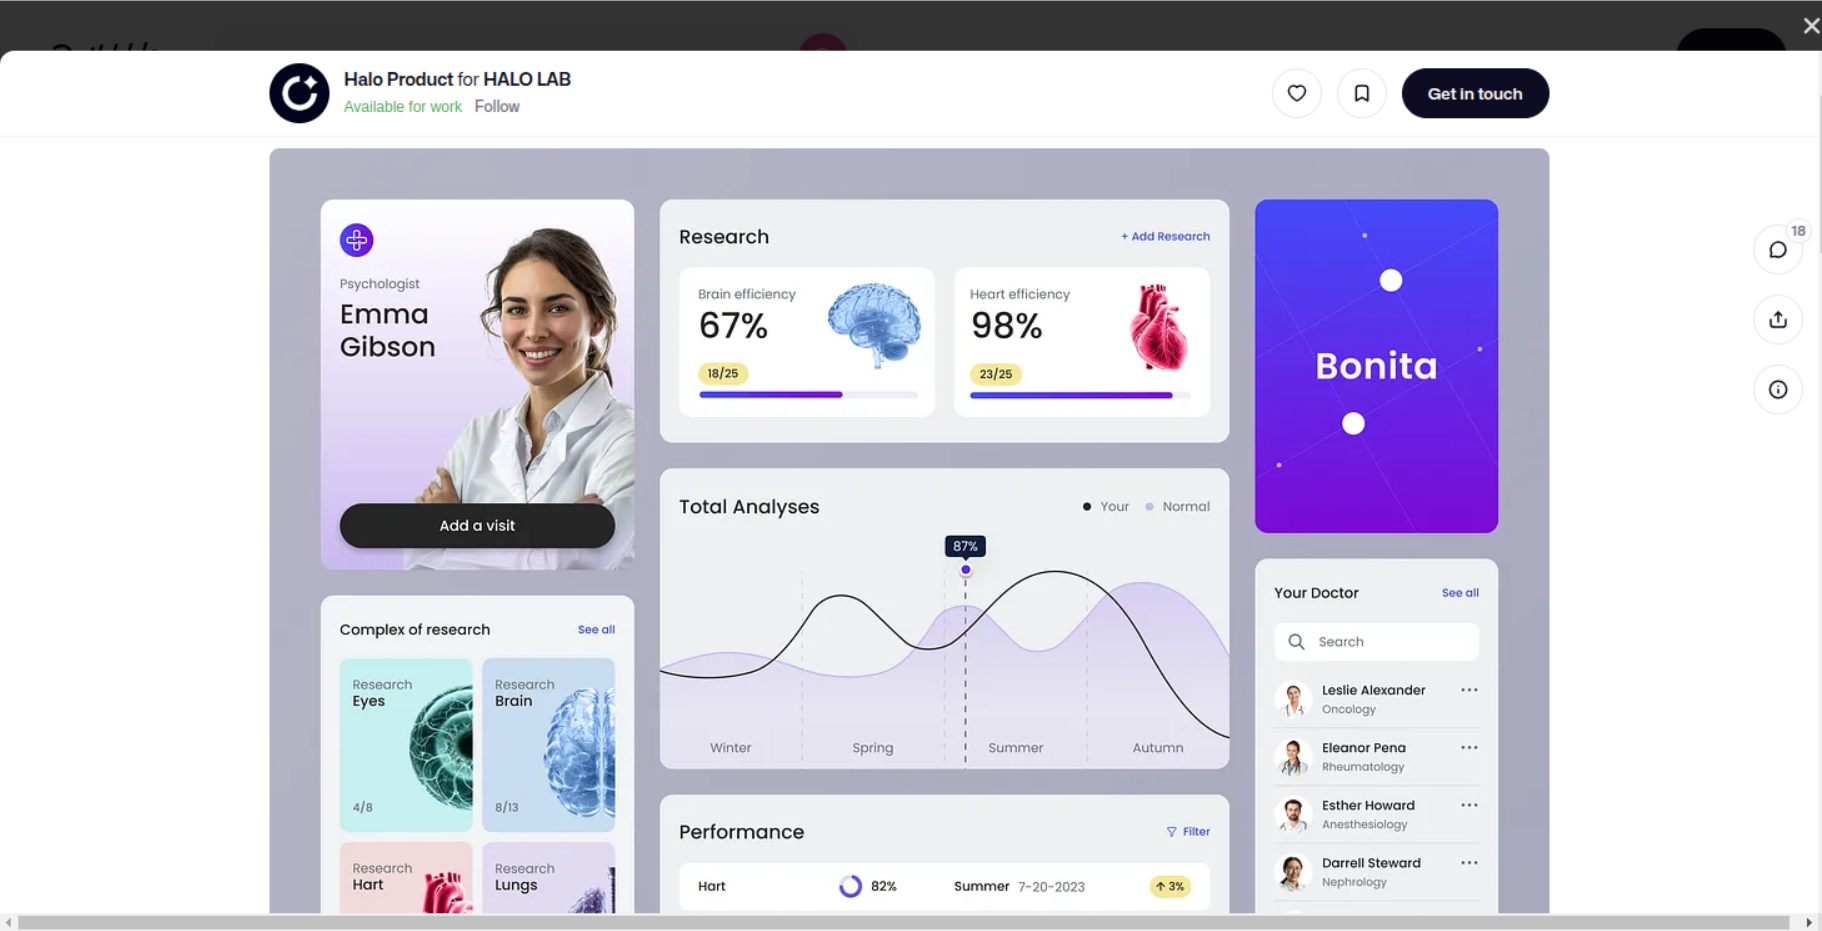 Halo Product for HALO LAB
Available for work Follow
Get in touch
18
Psychologist
Emma
Gibson
Add a visit
Complex of research See all
Research
Eyes
4/8
Research
Brain
8/13
Research
Hart
Research
Lungs
Research + Add Research
Brain efficiency
67%
18/25
Heart efficiency
98%
23/25
Total Analyses Your Normal
87%
Winter Spring Summer Autumn
Performance Filter
Hart 82% Summer 7-20-2023 3%
Bonita
Your Doctor See all
Search
Leslie Alexander
Oncology
Eleanor Pena
Rheumatology
Esther Howard
Anesthesiology
Darrell Steward
Nephrology